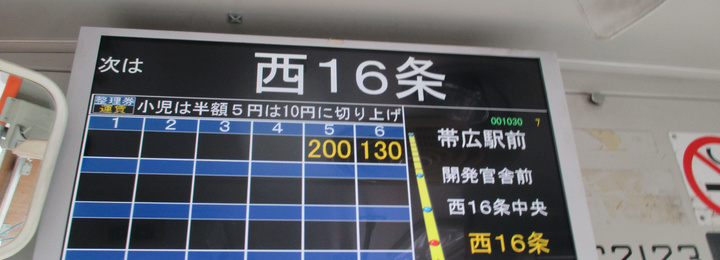 次は 西16条
整理券 運賃 小児は半額5円は10円に切り上げ
001030 7
1 2 3 4 5 6
200 130
帯広駅前
開発官舎前
西16条中央
西16条